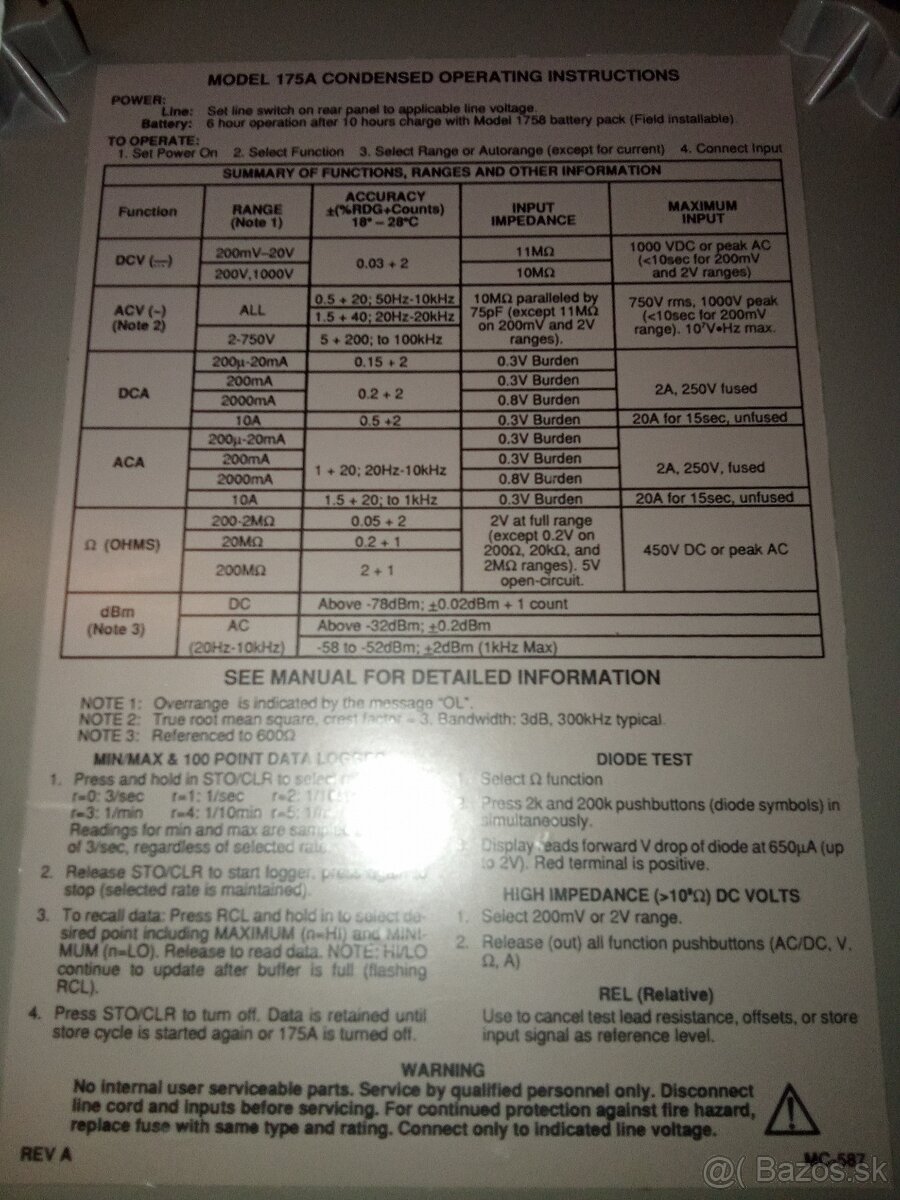 MODEL 175A CONDENSED OPERATING INSTRUCTIONS
POWER:
Line: Set line switch on rear panel to applicable line voltage.
Battery: 6 hour operation after 10 hours charge with Model 1758 battery pack (Field installable).
TO OPERATE:
1. Set Power On 2. Select Function 3. Select Range or Autorange (except for current) 4. Connect Input
SUMMARY OF FUNCTIONS, RANGES AND OTHER INFORMATION
Function
RANGE
(Note 1)
ACCURACY
±(%RDG+Counts)
18° – 28°C
INPUT
IMPEDANCE
MAXIMUM
INPUT
DCV (⎓)
200mV–20V
200V,1000V
0.03 + 2
11MΩ
10MΩ
1000 VDC or peak AC
(<10sec for 200mV
and 2V ranges)
ACV (~)
(Note 2)
ALL
2-750V
0.5 + 20; 50Hz-10kHz
1.5 + 40; 20Hz-20kHz
5 + 200; to 100kHz
10MΩ paralleled by
75pF (except 11MΩ
on 200mV and 2V
ranges).
750V rms, 1000V peak
(<10sec for 200mV
range). 10⁷V•Hz max.
DCA
200µ-20mA
200mA
2000mA
10A
0.15 + 2
0.2 + 2
0.5 +2
0.3V Burden
0.3V Burden
0.8V Burden
0.3V Burden
2A, 250V fused
20A for 15sec, unfused
ACA
200µ-20mA
200mA
2000mA
10A
1 + 20; 20Hz-10kHz
1.5 + 20; to 1kHz
0.3V Burden
0.3V Burden
0.8V Burden
0.3V Burden
2A, 250V, fused
20A for 15sec, unfused
Ω (OHMS)
200-2MΩ
20MΩ
200MΩ
0.05 + 2
0.2 + 1
2 + 1
2V at full range
(except 0.2V on
200Ω, 20kΩ, and
2MΩ ranges). 5V
open-circuit.
450V DC or peak AC
dBm
(Note 3)
DC
AC
(20Hz-10kHz)
Above -78dBm; ±0.02dBm + 1 count
Above -32dBm; ±0.2dBm
-58 to -52dBm; ±2dBm (1kHz Max)
SEE MANUAL FOR DETAILED INFORMATION
NOTE 1: Overrange is indicated by the message "OL".
NOTE 2: True root mean square, crest factor = 3. Bandwidth: 3dB, 300kHz typical.
NOTE 3: Referenced to 600Ω
MIN/MAX & 100 POINT DATA LOGGER
1. Press and hold in STO/CLR to select
r=0: 3/sec r=1: 1/sec r=2:
r=3: 1/min r=4: 1/10min r=5:
Readings for min and max are sampled
of 3/sec, regardless of selected rate.
2. Release STO/CLR to start logger, press again to
stop (selected rate is maintained).
3. To recall data: Press RCL and hold in to select de-
sired point including MAXIMUM (n=HI) and MINI-
MUM (n=LO). Release to read data. NOTE: HI/LO
continue to update after buffer is full (flashing
RCL).
4. Press STO/CLR to turn off. Data is retained until
store cycle is started again or 175A is turned off.
DIODE TEST
1. Select Ω function
2. Press 2k and 200k pushbuttons (diode symbols) in
simultaneously.
3. Display reads forward V drop of diode at 650µA (up
to 2V). Red terminal is positive.
HIGH IMPEDANCE (>10⁹Ω) DC VOLTS
1. Select 200mV or 2V range.
2. Release (out) all function pushbuttons (AC/DC, V,
Ω, A)
REL (Relative)
Use to cancel test lead resistance, offsets, or store
input signal as reference level.
WARNING
No internal user serviceable parts. Service by qualified personnel only. Disconnect
line cord and inputs before servicing. For continued protection against fire hazard,
replace fuse with same type and rating. Connect only to indicated line voltage.
REV A
MC-587
@( Bazos.sk